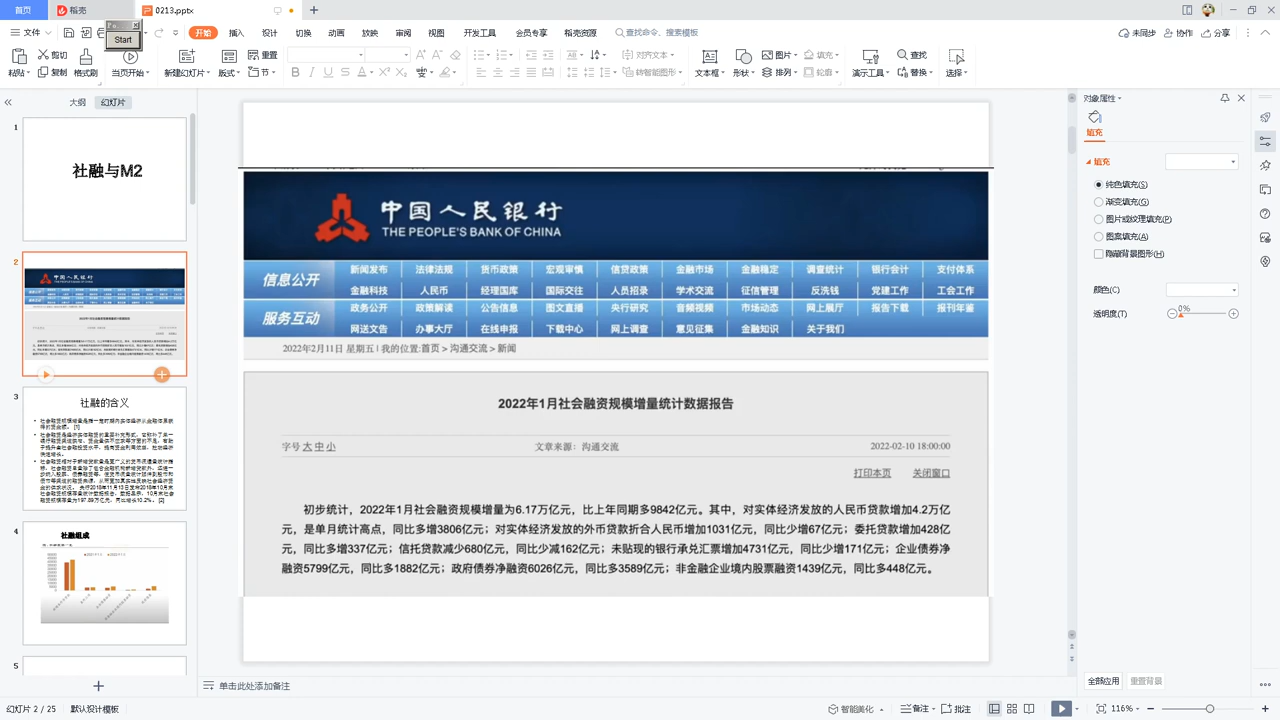 首页 稻壳 0213.pptx
文件 开始 插入 设计 切换 动画 放映 审阅 视图 开发工具 会员专享 稻壳资源 查找命令、搜索模板 未同步 协作 分享
Start
粘贴 剪切 复制 格式刷 当页开始 新建幻灯片 版式 重置 节 文本框 形状 图片 排列 填充 轮廓 演示工具 查找 替换 选择
对齐文本
转智能图形
大纲 幻灯片
1
社融与M2
2
3
社融的含义
4
社融组成
5
中国人民银行
THE PEOPLE'S BANK OF CHINA
信息公开 新闻发布 法律法规 货币政策 宏观审慎 信贷政策 金融市场 金融稳定 调查统计 银行会计 支付体系
金融科技 人民币 经理国库 国际交往 人员招录 学术交流 征信管理 反洗钱 党建工作 工会工作
服务互动 政务公开 政策解读 公告信息 图文直播 央行研究 音频视频 市场动态 网上展厅 报告下载 报刊年鉴
网送文告 办事大厅 在线申报 下载中心 网上调查 意见征集 金融知识 关于我们
2022年2月11日 星期五 | 我的位置:首页 > 沟通交流 > 新闻
2022年1月社会融资规模增量统计数据报告
字号 大 中 小 文章来源：沟通交流 2022-02-10 18:00:00
打印本页 关闭窗口
初步统计，2022年1月社会融资规模增量为6.17万亿元，比上年同期多9842亿元。其中，对实体经济发放的人民币贷款增加4.2万亿
元，是单月统计高点，同比多增3806亿元；对实体经济发放的外币贷款折合人民币增加1031亿元，同比少增67亿元；委托贷款增加428亿
元，同比多增337亿元；信托贷款减少680亿元，同比少减162亿元；未贴现的银行承兑汇票增加4731亿元，同比少增171亿元；企业债券净
融资5799亿元，同比多1882亿元；政府债券净融资6026亿元，同比多3589亿元；非金融企业境内股票融资1439亿元，同比多448亿元。
对象属性
填充
填充
纯色填充(S)
渐变填充(G)
图片或纹理填充(P)
图案填充(A)
隐藏背景图形(H)
颜色(C)
透明度(T) 0%
全部应用 重置背景
单击此处添加备注
幻灯片 2 / 25 默认设计模板 智能美化 备注 批注 116%